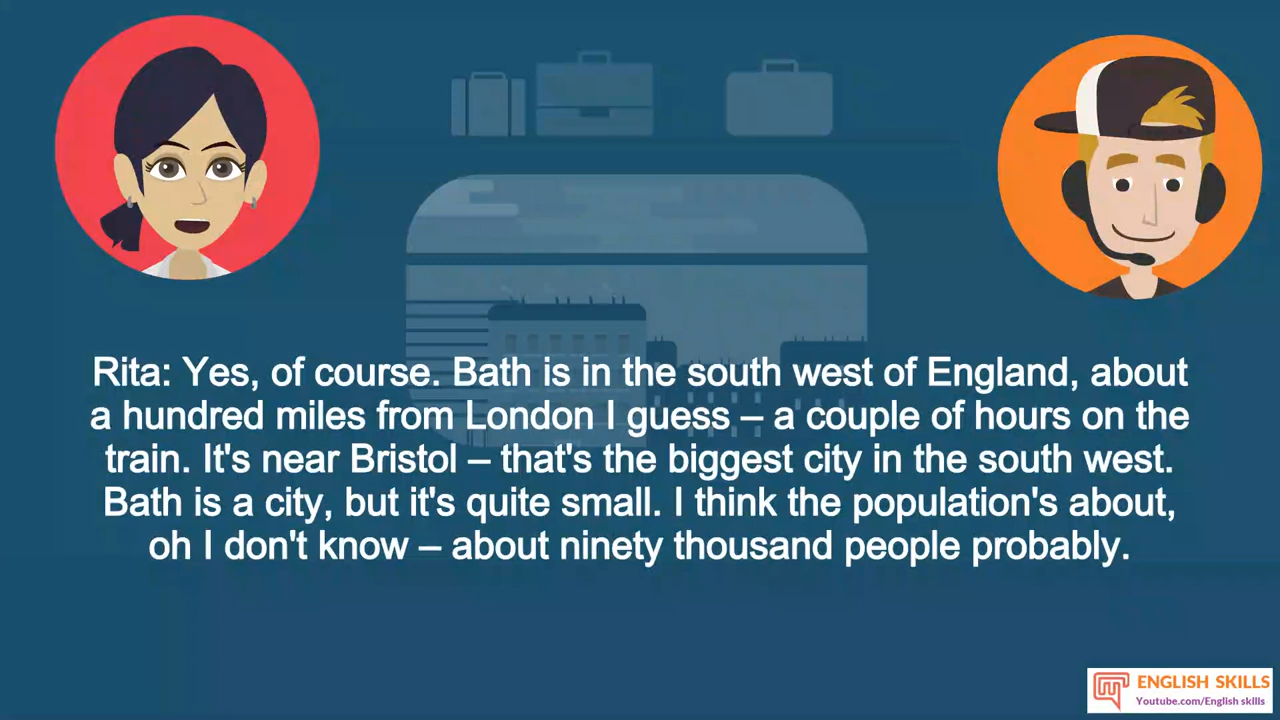 Rita: Yes, of course. Bath is in the south west of England, about
a hundred miles from London I guess – a couple of hours on the
train. It's near Bristol – that's the biggest city in the south west.
Bath is a city, but it's quite small. I think the population's about,
oh I don't know – about ninety thousand people probably.
ENGLISH SKILLS
Youtube.com/English skills